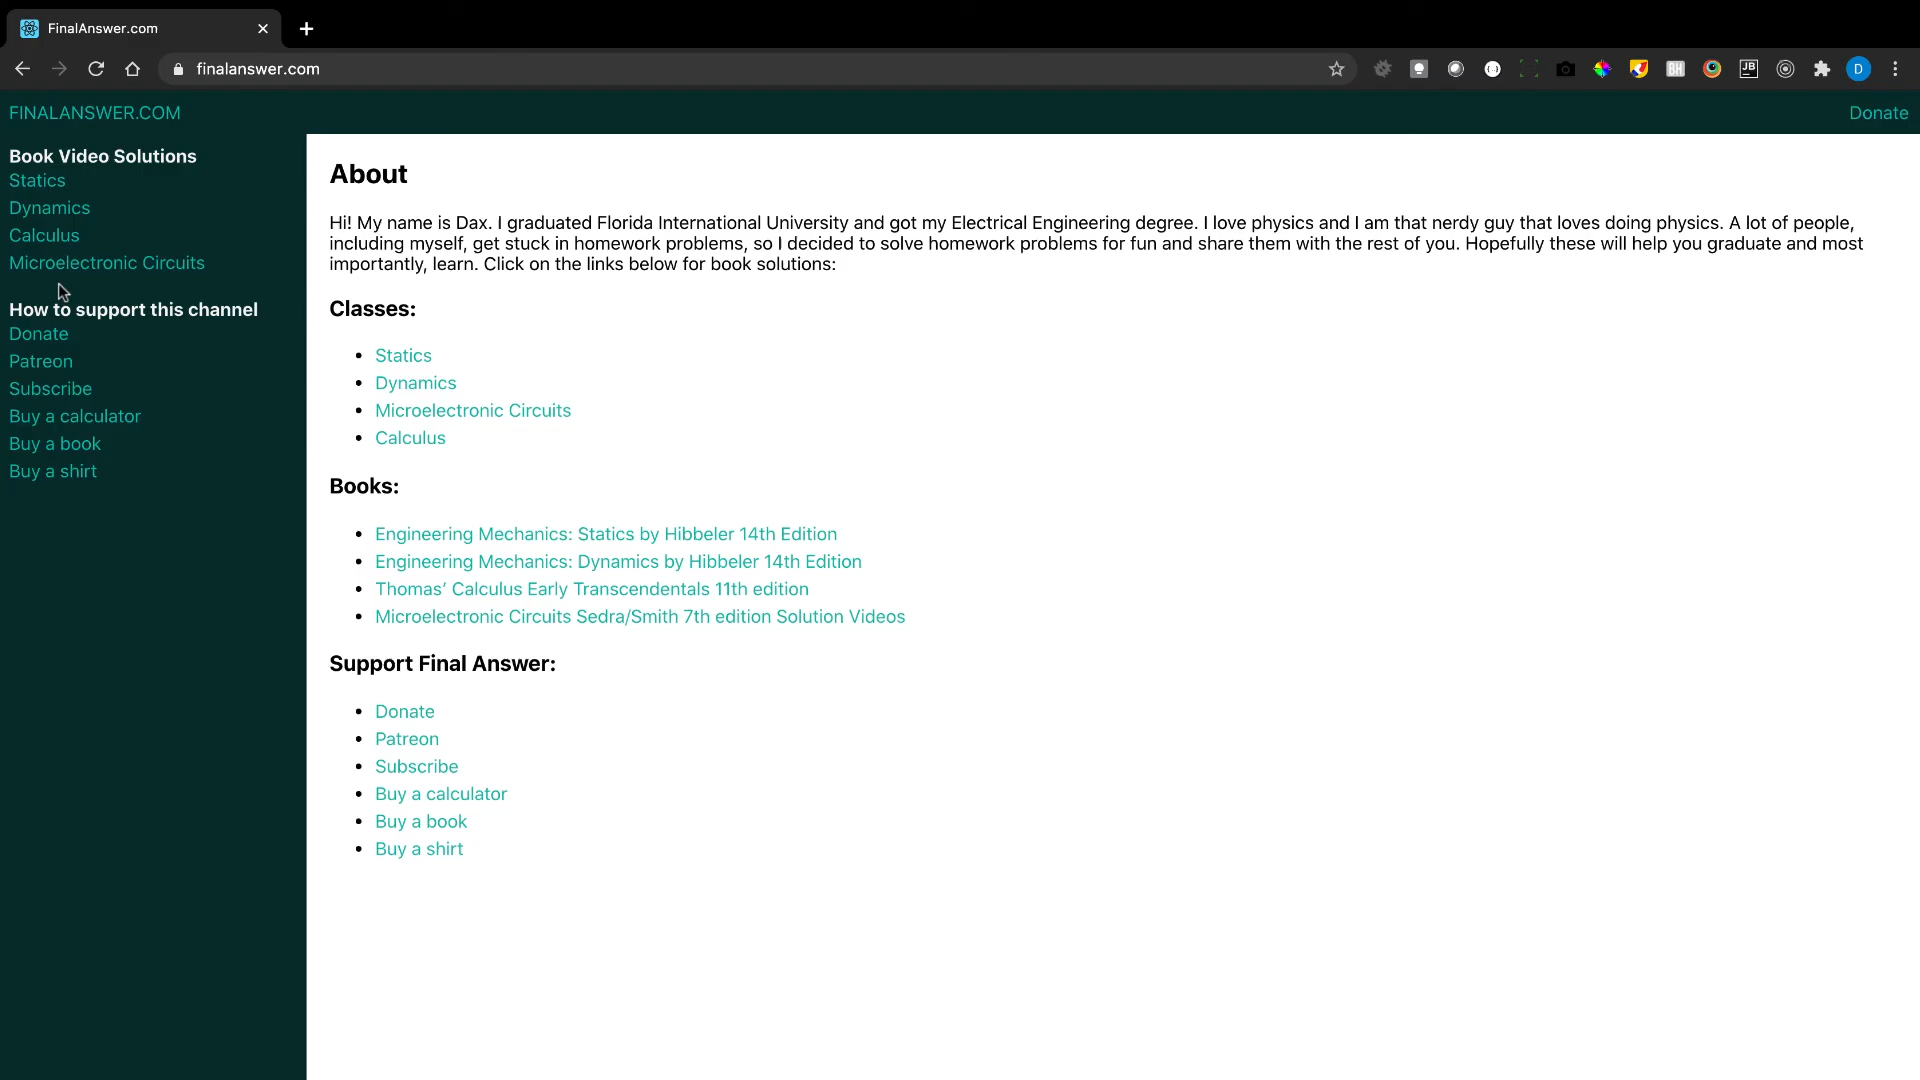 FinalAnswer.com
finalanswer.com
JB
BH
D
FINALANSWER.COM
Donate
Book Video Solutions
Statics
Dynamics
Calculus
Microelectronic Circuits
How to support this channel
Donate
Patreon
Subscribe
Buy a calculator
Buy a book
Buy a shirt
About
Hi! My name is Dax. I graduated Florida International University and got my Electrical Engineering degree. I love physics and I am that nerdy guy that loves doing physics. A lot of people,
including myself, get stuck in homework problems, so I decided to solve homework problems for fun and share them with the rest of you. Hopefully these will help you graduate and most
importantly, learn. Click on the links below for book solutions:
Classes:
Statics
Dynamics
Microelectronic Circuits
Calculus
Books:
Engineering Mechanics: Statics by Hibbeler 14th Edition
Engineering Mechanics: Dynamics by Hibbeler 14th Edition
Thomas’ Calculus Early Transcendentals 11th edition
Microelectronic Circuits Sedra/Smith 7th edition Solution Videos
Support Final Answer:
Donate
Patreon
Subscribe
Buy a calculator
Buy a book
Buy a shirt